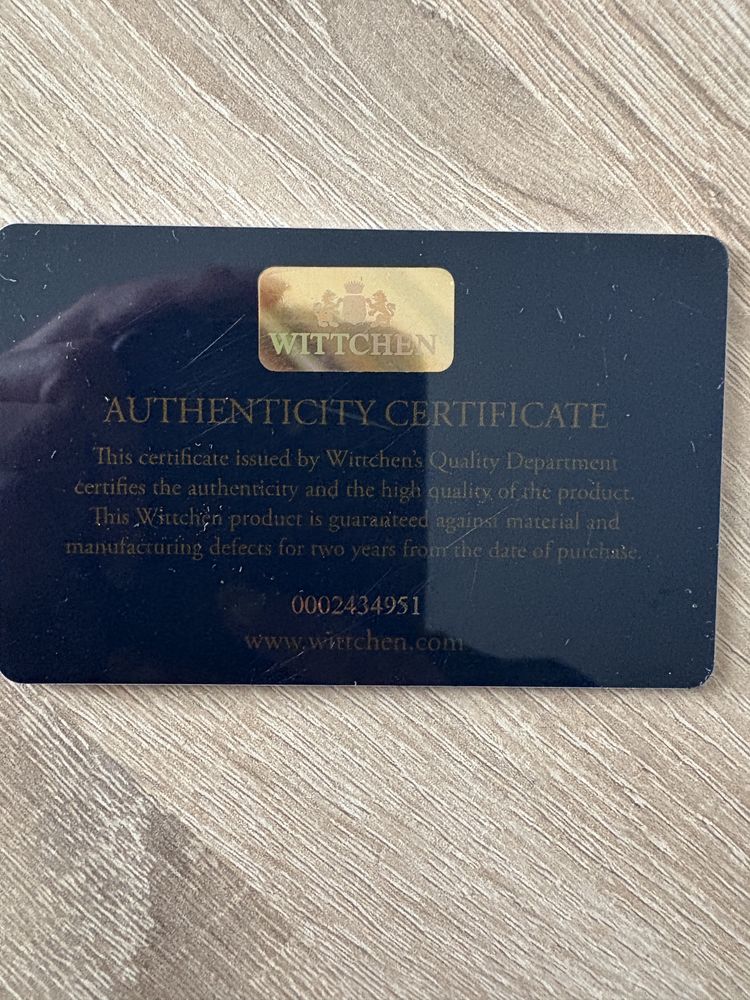 WITTCHEN
AUTHENTICITY CERTIFICATE
This certificate issued by Wittchen's Quality Department
certifies the authenticity and the high quality of the product.
This Wittchen product is guaranteed against material and
manufacturing defects for two years from the date of purchase.
0002434951
www.wittchen.com